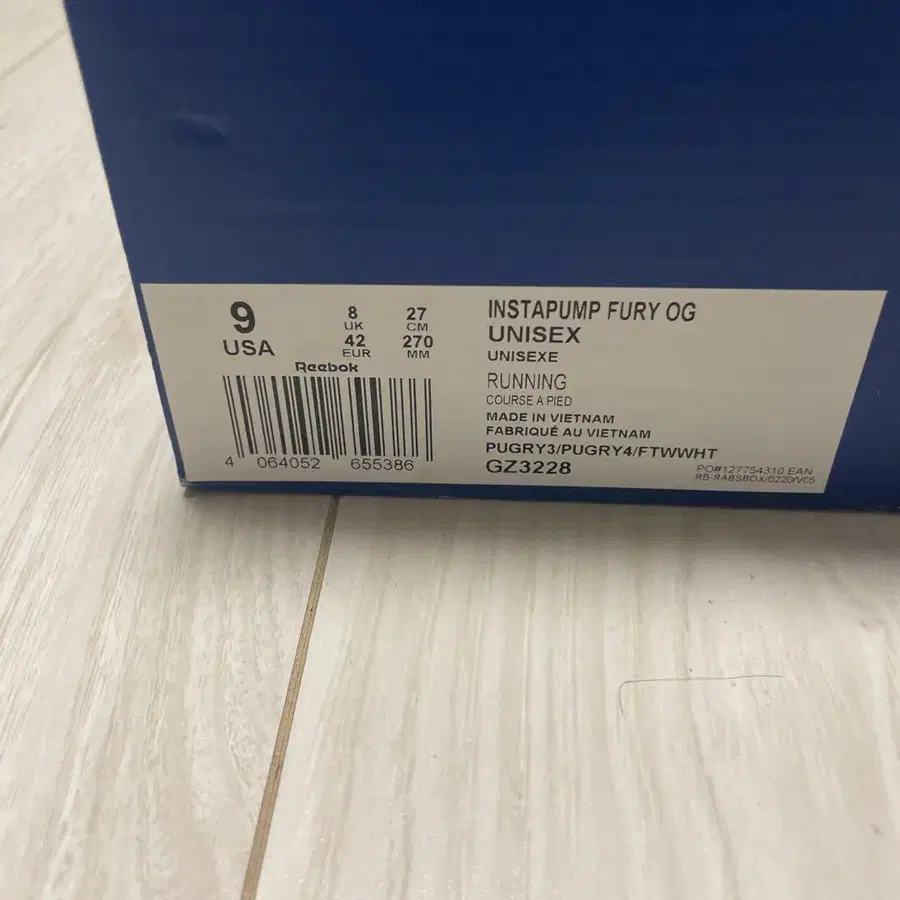 9
USA
8
UK
42
EUR
27
CM
270
MM
Reebok
4 064052 655386
INSTAPUMP FURY OG
UNISEX
UNISEXE
RUNNING
COURSE A PIED
MADE IN VIETNAM
FABRIQUÉ AU VIETNAM
PUGRY3/PUGRY4/FTWWHT
GZ3228
PO#127754310 EAN
RB-RABSBOX/0220/V05